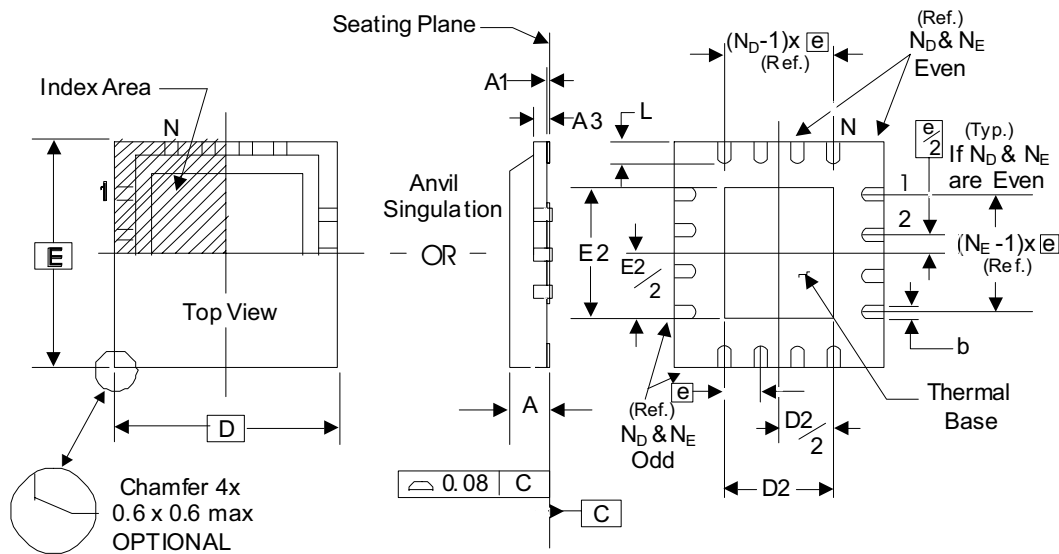 Seating Plane
(N_D-1)x e
(Ref.)
(Ref.)
N_D & N_E
Even
Index Area
A1
A3
L
N
N
e/2
(Typ.)
If N_D & N_E
are Even
1
Anvil
Singulation
OR
1
2
E
E2
E2/2
(N_E -1)x e
(Ref.)
Top View
b
Thermal
Base
A
e
(Ref.)
N_D & N_E
Odd
D2/2
D
D2
0.08 C
C
Chamfer 4x
0.6 x 0.6 max
OPTIONAL